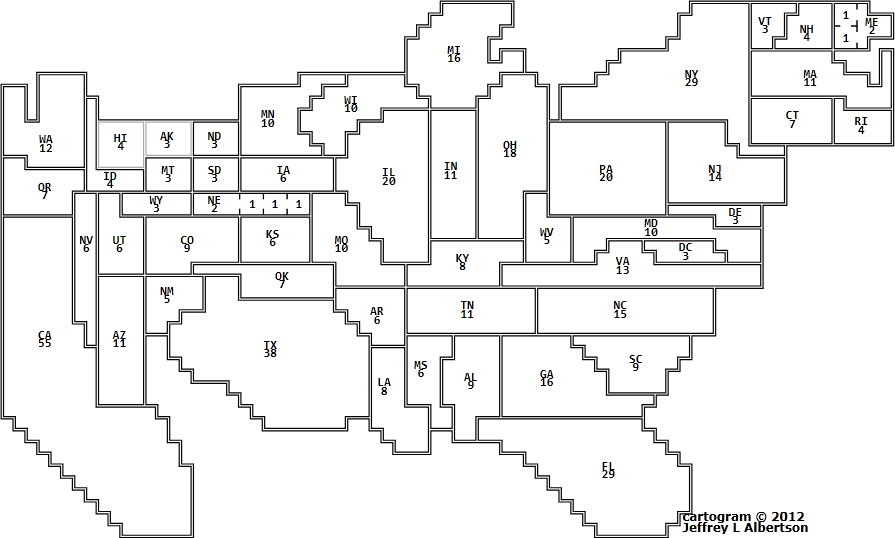 WA
12
OR
7
CA
55
HI
4
AK
3
ND
3
ID
4
MT
3
SD
3
WY
3
NE
2
1
1
1
NV
6
UT
6
CO
9
KS
6
NM
5
OK
7
AZ
11
TX
38
MN
10
IA
6
WI
10
MI
16
IL
20
IN
11
OH
18
MO
10
KY
8
AR
6
TN
11
NC
15
LA
8
MS
6
AL
9
GA
16
SC
9
FL
29
WV
5
VA
13
MD
10
DC
3
DE
3
PA
20
NJ
14
NY
29
VT
3
NH
4
1
1
ME
2
MA
11
CT
7
RI
4
cartogram © 2012
Jeffrey L Albertson